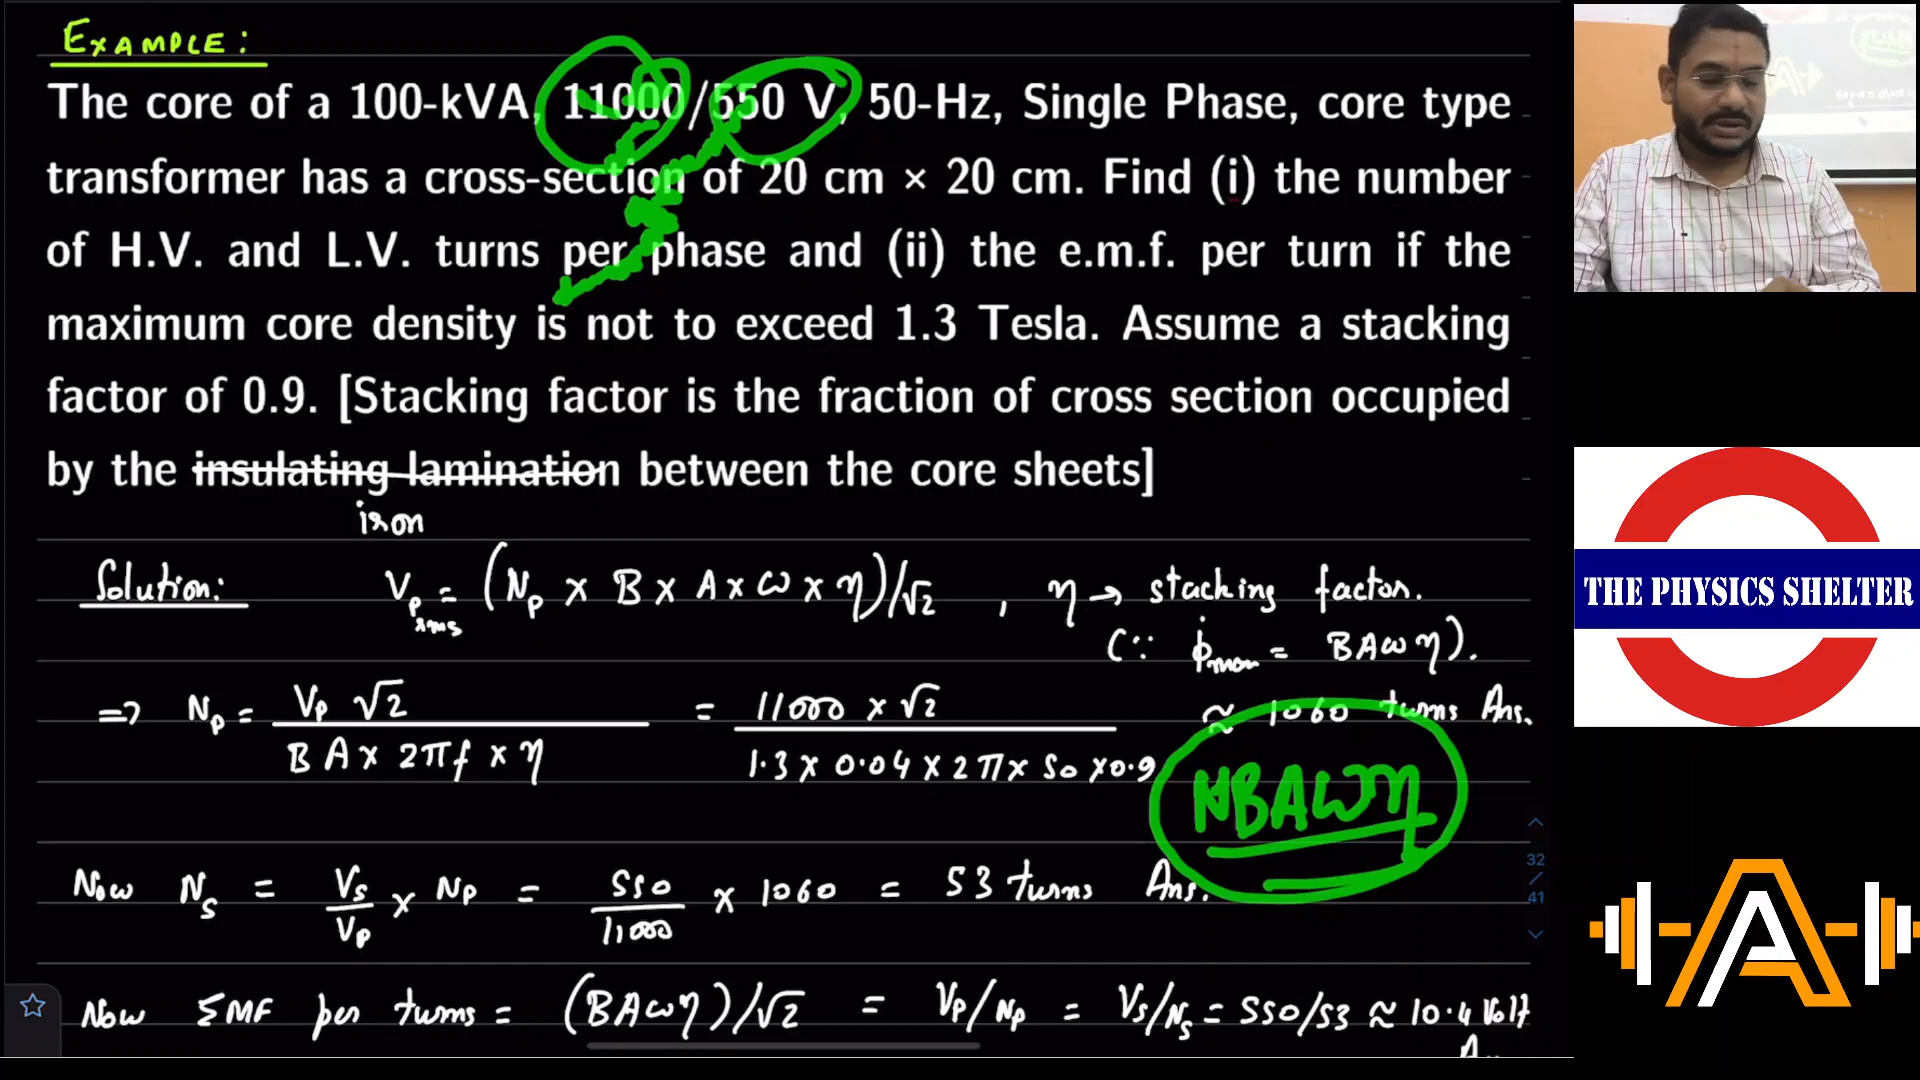 EXAMPLE:
The core of a 100-kVA, 11000/550 V, 50-Hz, Single Phase, core type
transformer has a cross-section of 20 cm × 20 cm. Find (i) the number
of H.V. and L.V. turns per phase and (ii) the e.m.f. per turn if the
maximum core density is not to exceed 1.3 Tesla. Assume a stacking
factor of 0.9. [Stacking factor is the fraction of cross section occupied
by the insulating lamination between the core sheets]
iron
Solution: Vp rms = (Np × B × A × ω × η)/√2 , η → stacking factor.
(∵ ϕ̇max = BAωη).
⇒ Np = Vp √2 / BA × 2πf × η = 11000 × √2 / 1.3 × 0.04 × 2π × 50 × 0.9 ≈ 1060 turns Ans.
NBAωη
Now Ns = Vs/Vp × Np = 550/11000 × 1060 = 53 turns Ans.
Now EMF per turns = (BAωη)/√2 = Vp/Np = Vs/Ns = 550/53 ≈ 10.4 Volt
THE PHYSICS SHELTER
32
/
41